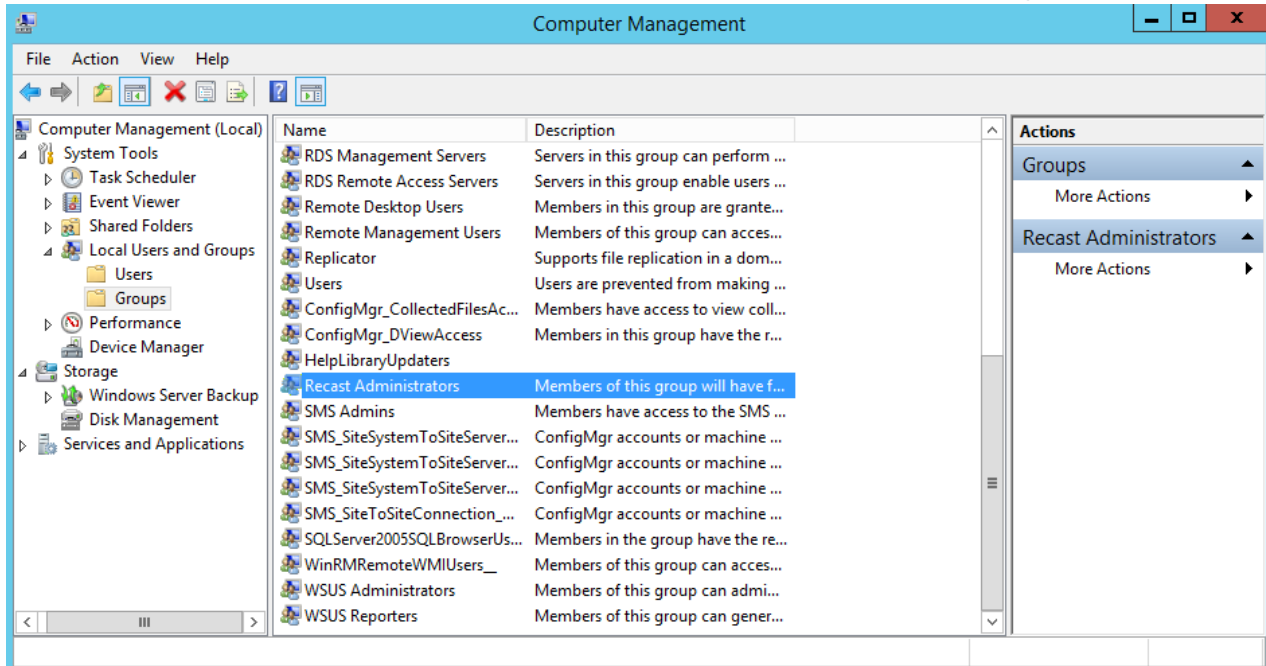 Computer Management
File Action View Help
Computer Management (Local)
System Tools
Task Scheduler
Event Viewer
Shared Folders
Local Users and Groups
Users
Groups
Performance
Device Manager
Storage
Windows Server Backup
Disk Management
Services and Applications
Name Description
RDS Management Servers Servers in this group can perform ...
RDS Remote Access Servers Servers in this group enable users ...
Remote Desktop Users Members in this group are grante...
Remote Management Users Members of this group can acces...
Replicator Supports file replication in a dom...
Users Users are prevented from making ...
ConfigMgr_CollectedFilesAc... Members have access to view coll...
ConfigMgr_DViewAccess Members in this group have the r...
HelpLibraryUpdaters
Recast Administrators Members of this group will have f...
SMS Admins Members have access to the SMS ...
SMS_SiteSystemToSiteServer... ConfigMgr accounts or machine ...
SMS_SiteSystemToSiteServer... ConfigMgr accounts or machine ...
SMS_SiteSystemToSiteServer... ConfigMgr accounts or machine ...
SMS_SiteToSiteConnection_... ConfigMgr accounts or machine ...
SQLServer2005SQLBrowserUs... Members in the group have the re...
WinRMRemoteWMIUsers__ Members of this group can acces...
WSUS Administrators Members of this group can admi...
WSUS Reporters Members of this group can gener...
Actions
Groups
More Actions
Recast Administrators
More Actions